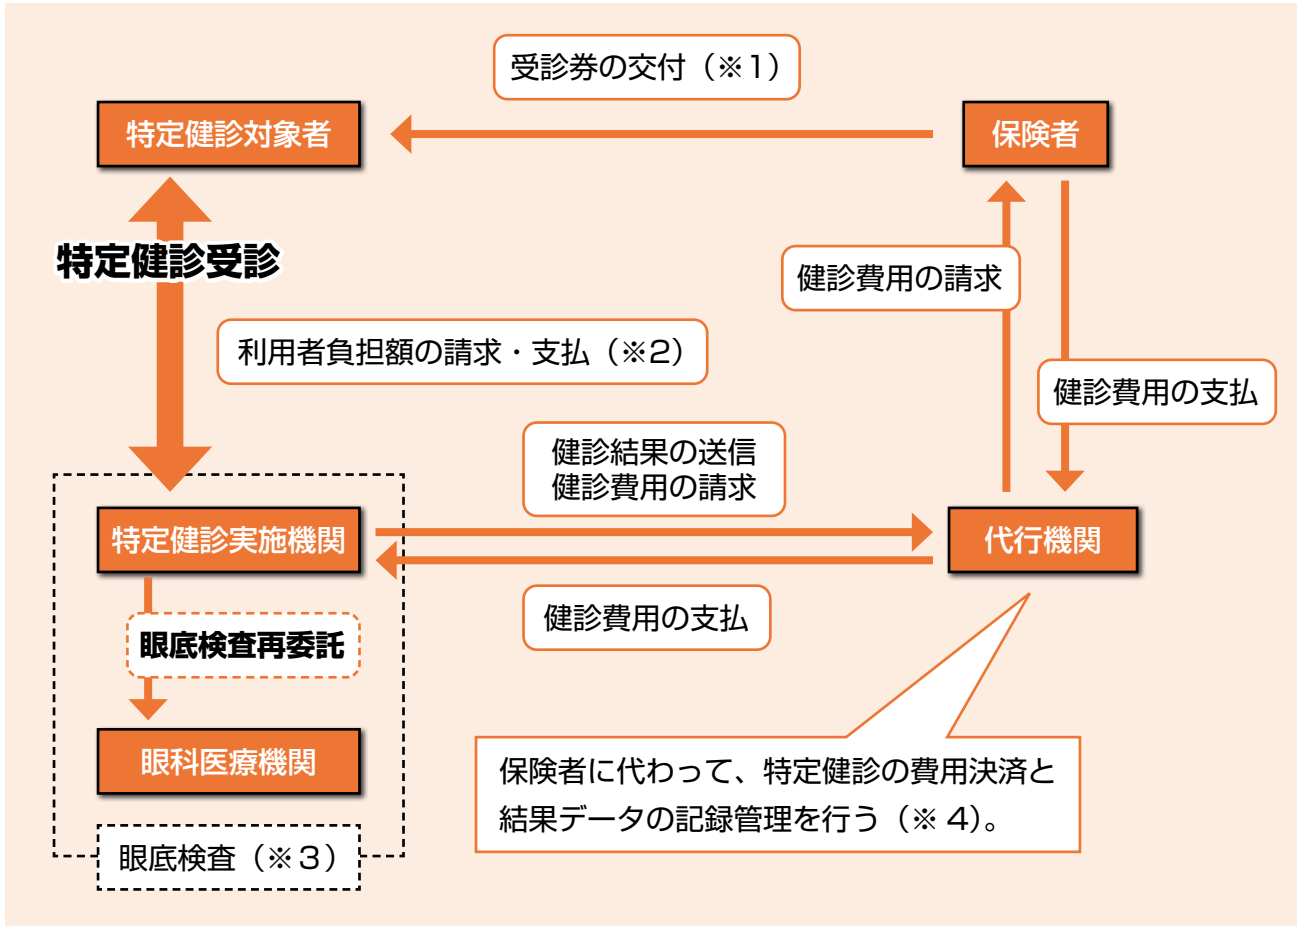 受診券の交付（※1）
特定健診対象者
保険者
特定健診受診
健診費用の請求
利用者負担額の請求・支払（※2）
健診費用の支払
健診結果の送信
健診費用の請求
特定健診実施機関
代行機関
健診費用の支払
眼底検査再委託
眼科医療機関
保険者に代わって、特定健診の費用決済と
結果データの記録管理を行う（※ 4）。
眼底検査（※３）